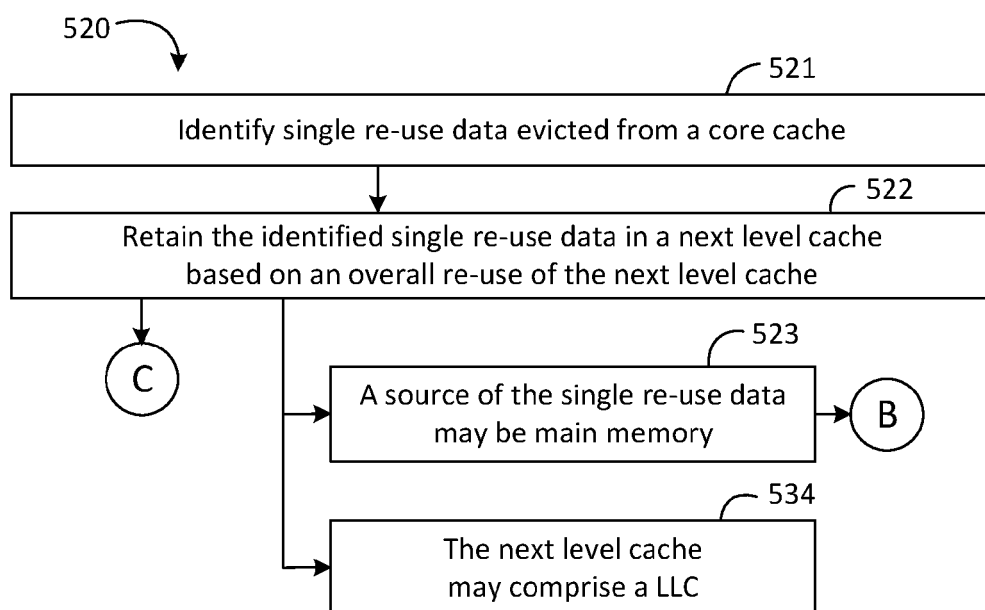 520
521
Identify single re-use data evicted from a core cache
522
Retain the identified single re-use data in a next level cache
based on an overall re-use of the next level cache
C
523
A source of the single re-use data
may be main memory
B
534
The next level cache
may comprise a LLC